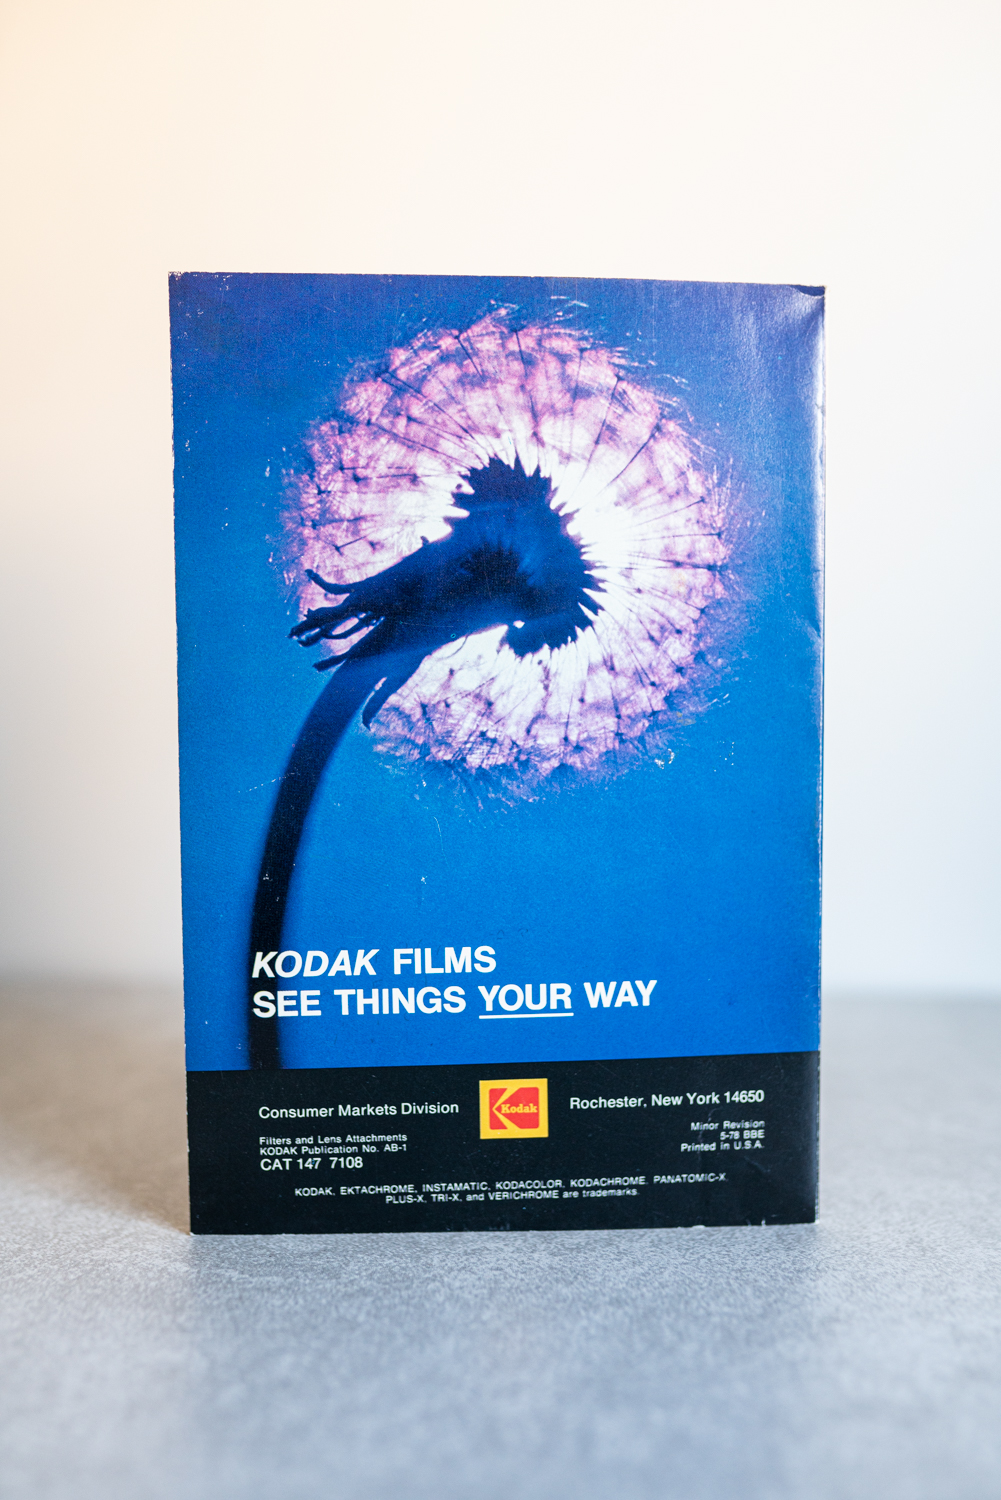 KODAK FILMS
SEE THINGS YOUR WAY
Consumer Markets Division
Kodak
Rochester, New York 14650
Filters and Lens Attachments
KODAK Publication No. AB-1
CAT 147 7108
Minor Revision
5-78 BBE
Printed in U.S.A.
KODAK, EKTACHROME, INSTAMATIC, KODACOLOR, KODACHROME, PANATOMIC-X,
PLUS-X, TRI-X, and VERICHROME are trademarks.